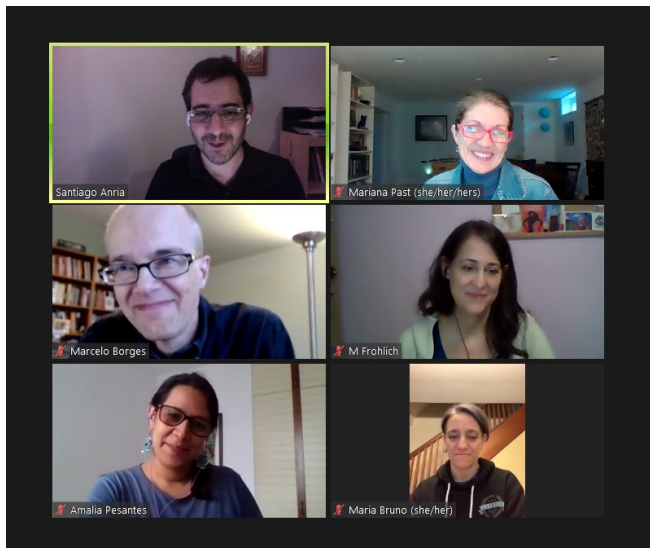 Santiago Anria
Mariana Past (she/her/hers)
Marcelo Borges
M Frohlich
Amalia Pesantes
Maria Bruno (she/her)